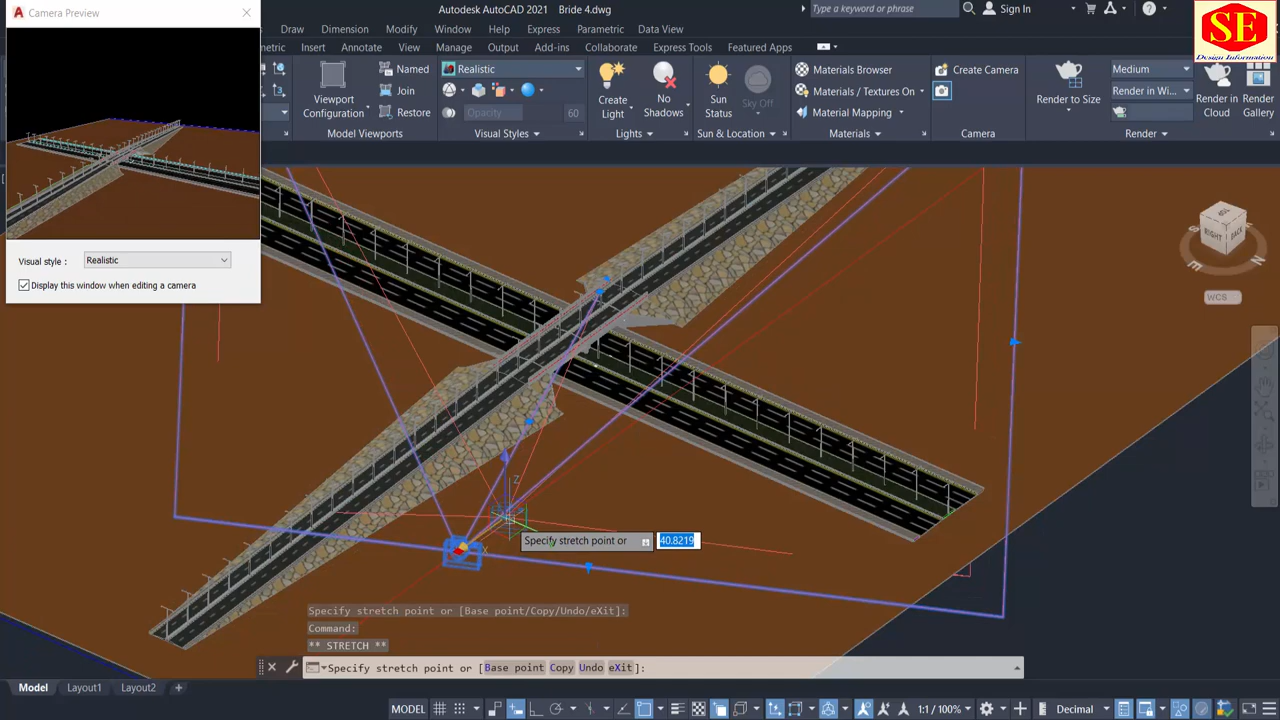 Camera Preview
Autodesk AutoCAD 2021 Bride 4.dwg
Type a keyword or phrase
Sign In
SE
Design Information
Draw Dimension Modify Window Help Express Parametric Data View
metric Insert Annotate View Manage Output Add-ins Collaborate Express Tools Featured Apps
Named
Join
Restore
Viewport
Configuration
Model Viewports
Realistic
Opacity 60
Visual Styles
Create
Light
No
Shadows
Lights
Sun
Status
Sky Off
Sun & Location
Materials Browser
Materials / Textures On
Material Mapping
Materials
Create Camera
Camera
Render to Size
Medium
Render in Wi...
Render in
Cloud
Render
Gallery
Render
Visual style : Realistic
Display this window when editing a camera
RIGHT BACK
WCS
Z
X
Specify stretch point or 40.8219
Specify stretch point or [Base point/Copy/Undo/eXit]:
Command:
** STRETCH **
Specify stretch point or [Base point Copy Undo eXit]:
Model Layout1 Layout2 +
MODEL 1:1 / 100% Decimal